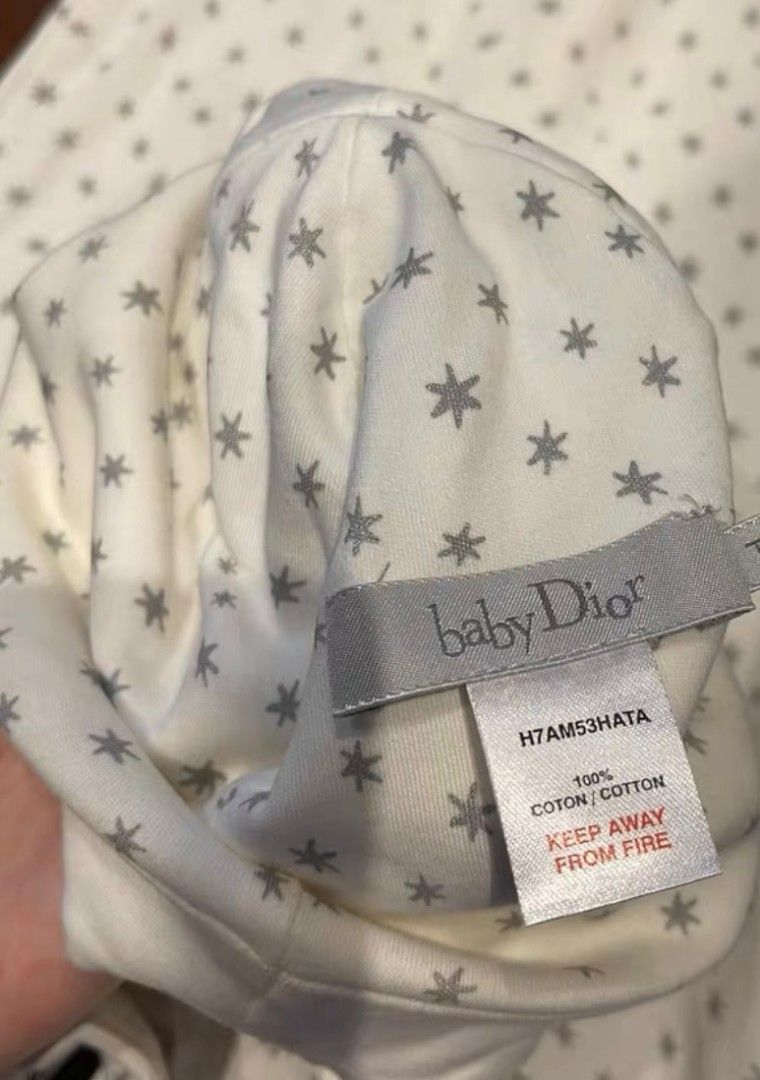 baby Dior
H7AM53HATA
100%
COTON / COTTON
KEEP AWAY
FROM FIRE